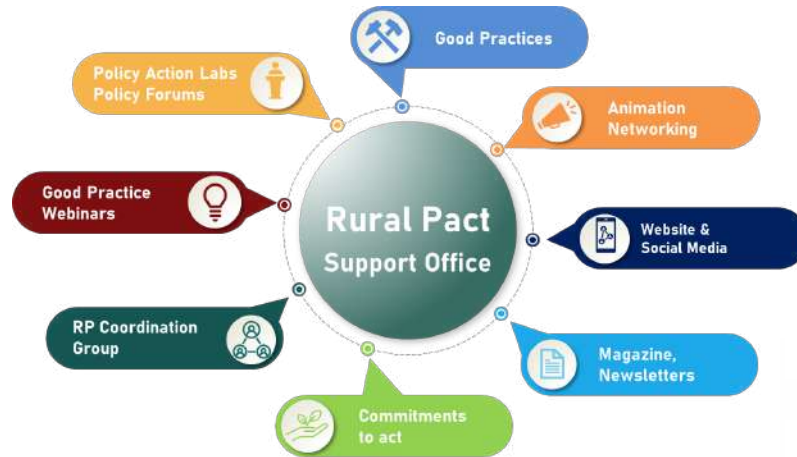 Good Practices
Policy Action Labs
Policy Forums
Animation
Networking
Good Practice
Webinars
Rural Pact
Support Office
Website &
Social Media
RP Coordination
Group
Magazine,
Newsletters
Commitments
to act